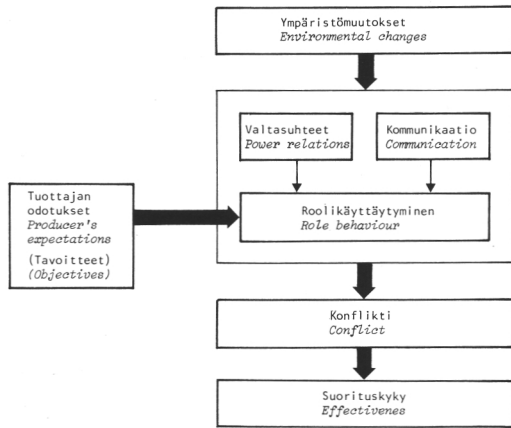 Ympäristömuutokset
Environmental changes
Valtasuhteet
Power relations
Kommunikaatio
Communication
Tuottajan
odotukset
Producer's
expectations
(Tavoitteet)
(Objectives)
Roolikäyttäytyminen
Role behaviour
Konflikti
Conflict
Suorituskyky
Effectivenes